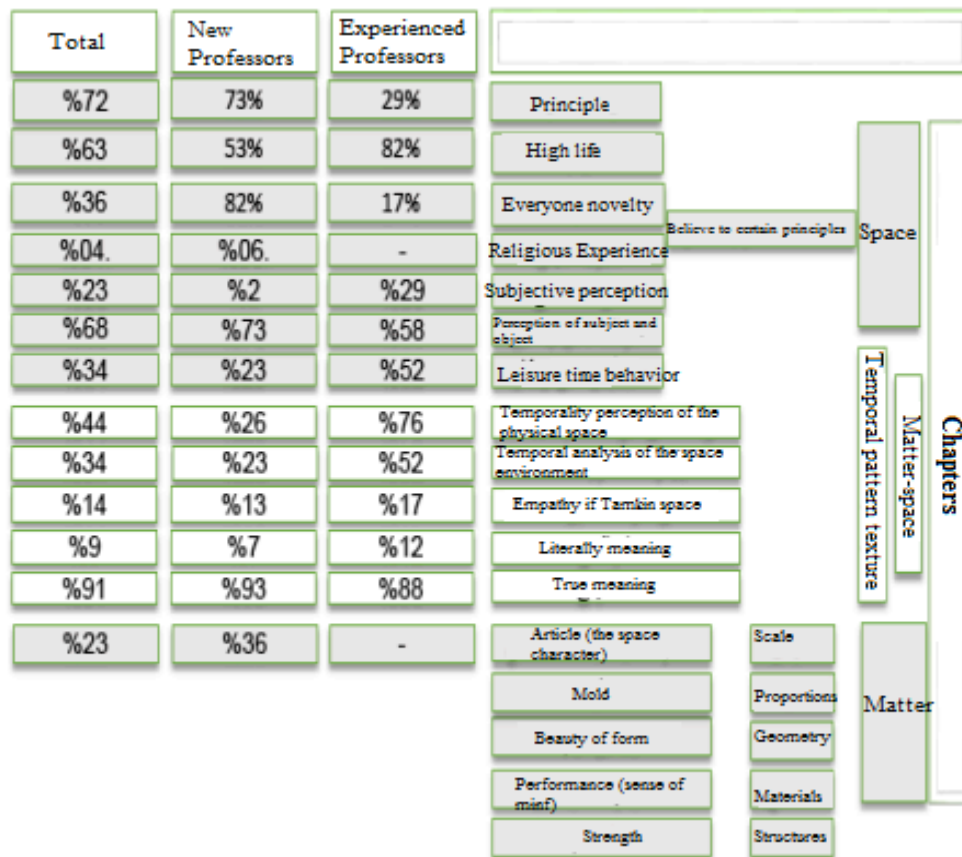 Total
New
Professors
Experienced
Professors
%72
73%
29%
Principle
%63
53%
82%
High life
%36
82%
17%
Everyone novelty
Believe to certain principles
Space
%04.
%06.
-
Religious Experience
%23
%2
%29
Subjective perception
%68
%73
%58
Perception of subject and
object
%34
%23
%52
Leisure time behavior
%44
%26
%76
Temporality perception of the
physical space
%34
%23
%52
Temporal analysis of the space
environment
%14
%13
%17
Empathy if Tamkin space
%9
%7
%12
Literally meaning
%91
%93
%88
True meaning
Temporal pattern texture
Matter-space
Chapters
%23
%36
-
Article (the space
character)
Scale
Mold
Proportions
Matter
Beauty of form
Geometry
Performance (sense of
minf)
Materials
Strength
Structures